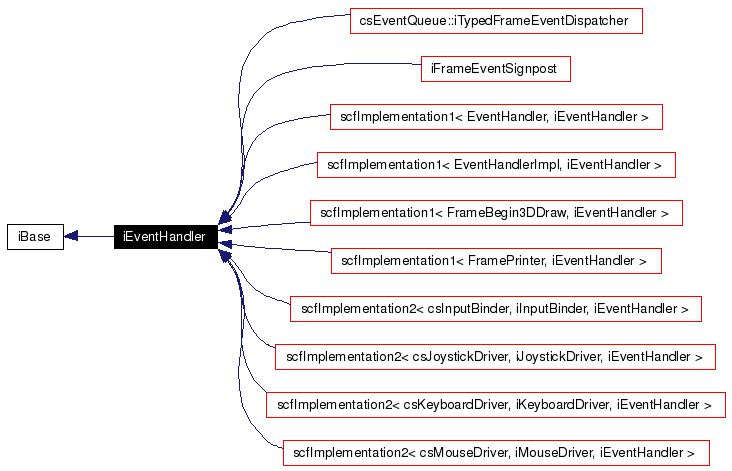 csEventQueue::iTypedFrameEventDispatcher
iFrameEventSignpost
scfImplementation1< EventHandler, iEventHandler >
scfImplementation1< EventHandlerImpl, iEventHandler >
scfImplementation1< FrameBegin3DDraw, iEventHandler >
iBase
iEventHandler
scfImplementation1< FramePrinter, iEventHandler >
scfImplementation2< csInputBinder, iInputBinder, iEventHandler >
scfImplementation2< csJoystickDriver, iJoystickDriver, iEventHandler >
scfImplementation2< csKeyboardDriver, iKeyboardDriver, iEventHandler >
scfImplementation2< csMouseDriver, iMouseDriver, iEventHandler >